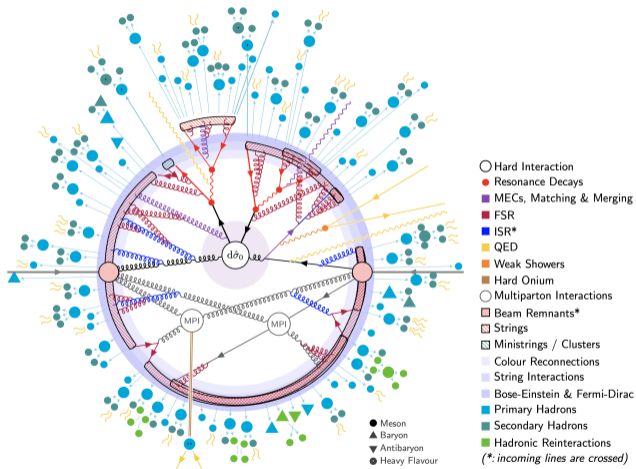 dσ̂₀
MPI
MPI
Meson
Baryon
Antibaryon
Heavy Flavour
Hard Interaction
Resonance Decays
MECs, Matching & Merging
FSR
ISR*
QED
Weak Showers
Hard Onium
Multiparton Interactions
Beam Remnants*
Strings
Ministrings / Clusters
Colour Reconnections
String Interactions
Bose-Einstein & Fermi-Dirac
Primary Hadrons
Secondary Hadrons
Hadronic Reinteractions
(*: incoming lines are crossed)